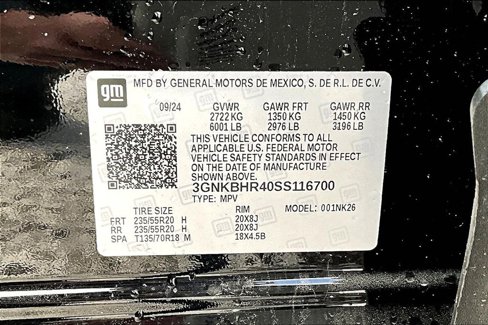 gm
MFD BY GENERAL MOTORS DE MEXICO, S. DE R.L. DE C.V.
09/24 GVWR GAWR FRT GAWR RR
2722 KG 1350 KG 1450 KG
6001 LB 2976 LB 3196 LB
THIS VEHICLE CONFORMS TO ALL
APPLICABLE U.S. FEDERAL MOTOR
VEHICLE SAFETY STANDARDS IN EFFECT
ON THE DATE OF MANUFACTURE
SHOWN ABOVE.
3GNKBHR40SS116700
TYPE: MPV
TIRE SIZE RIM MODEL: 001NK26
FRT 235/55R20 H 20X8J
RR 235/55R20 H 20X8J
SPA T135/70R18 M 18X4.5B